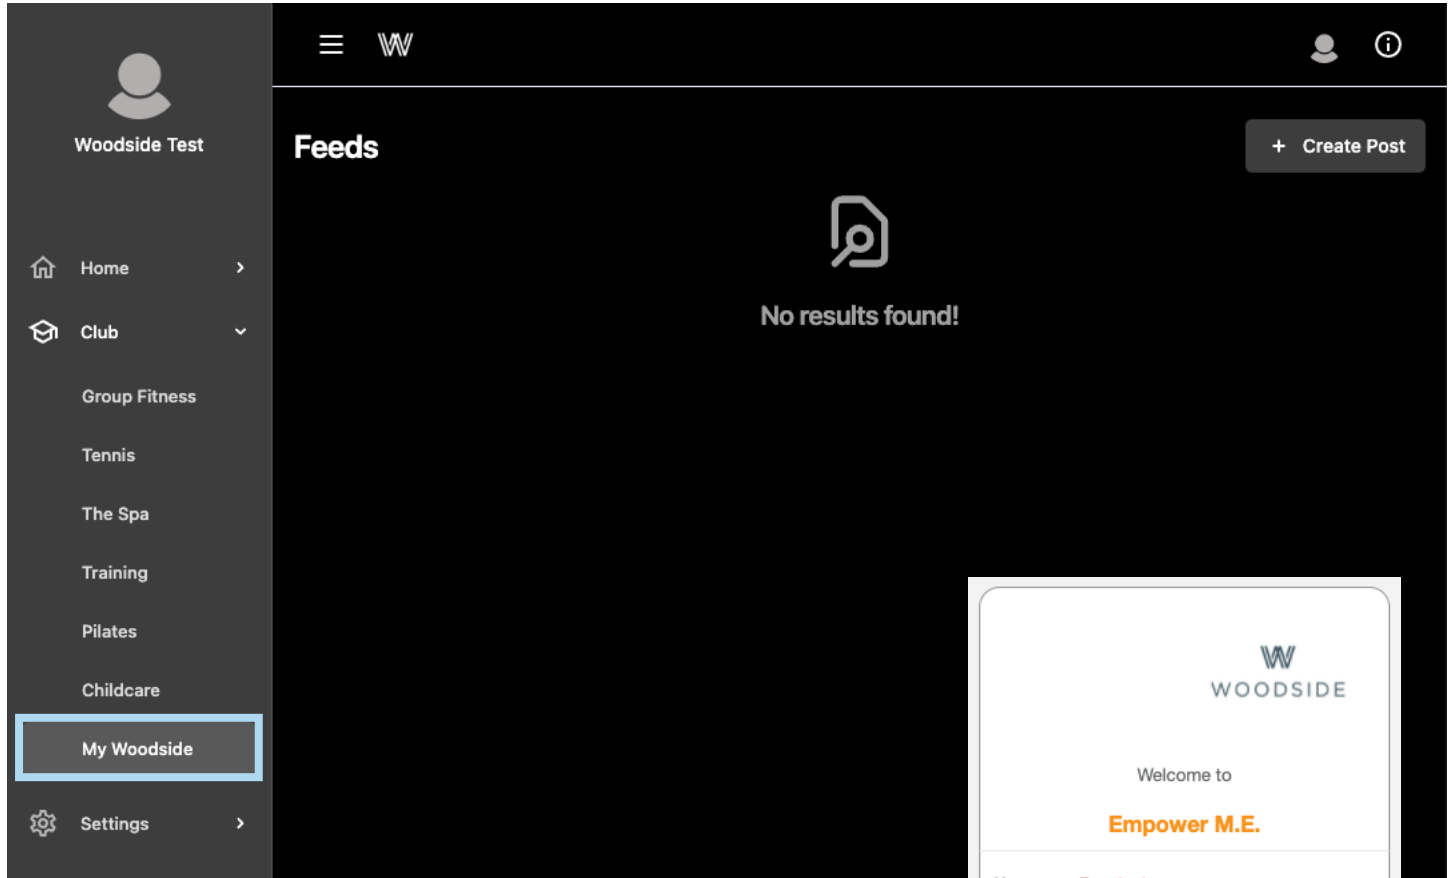 Woodside Test
Home
Club
Group Fitness
Tennis
The Spa
Training
Pilates
Childcare
My Woodside
Settings
W
Feeds
+ Create Post
No results found!
W
WOODSIDE
Welcome to
Empower M.E.